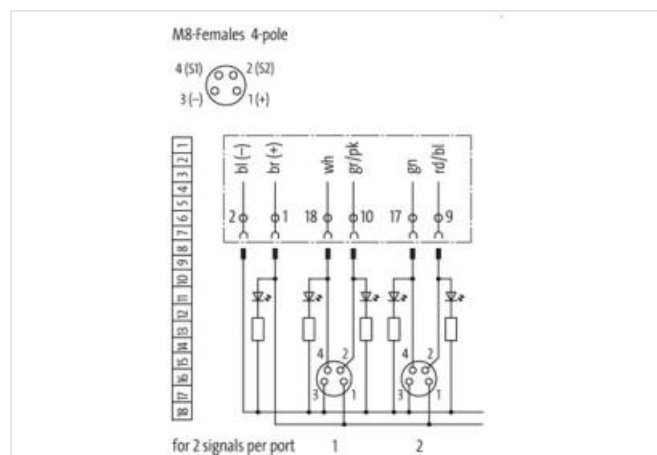 M8-Females 4-pole
4 (S1) 2 (S2)
3 (–) 1 (+)
1
2
3
4
5
6
7
8
9
10
11
12
13
14
15
16
17
18
bl (–) br (+) wh gr/pk gn rd/bl
2 1 18 10 17 9
4 2 4 2
3 1 3 1
for 2 signals per port 1 2